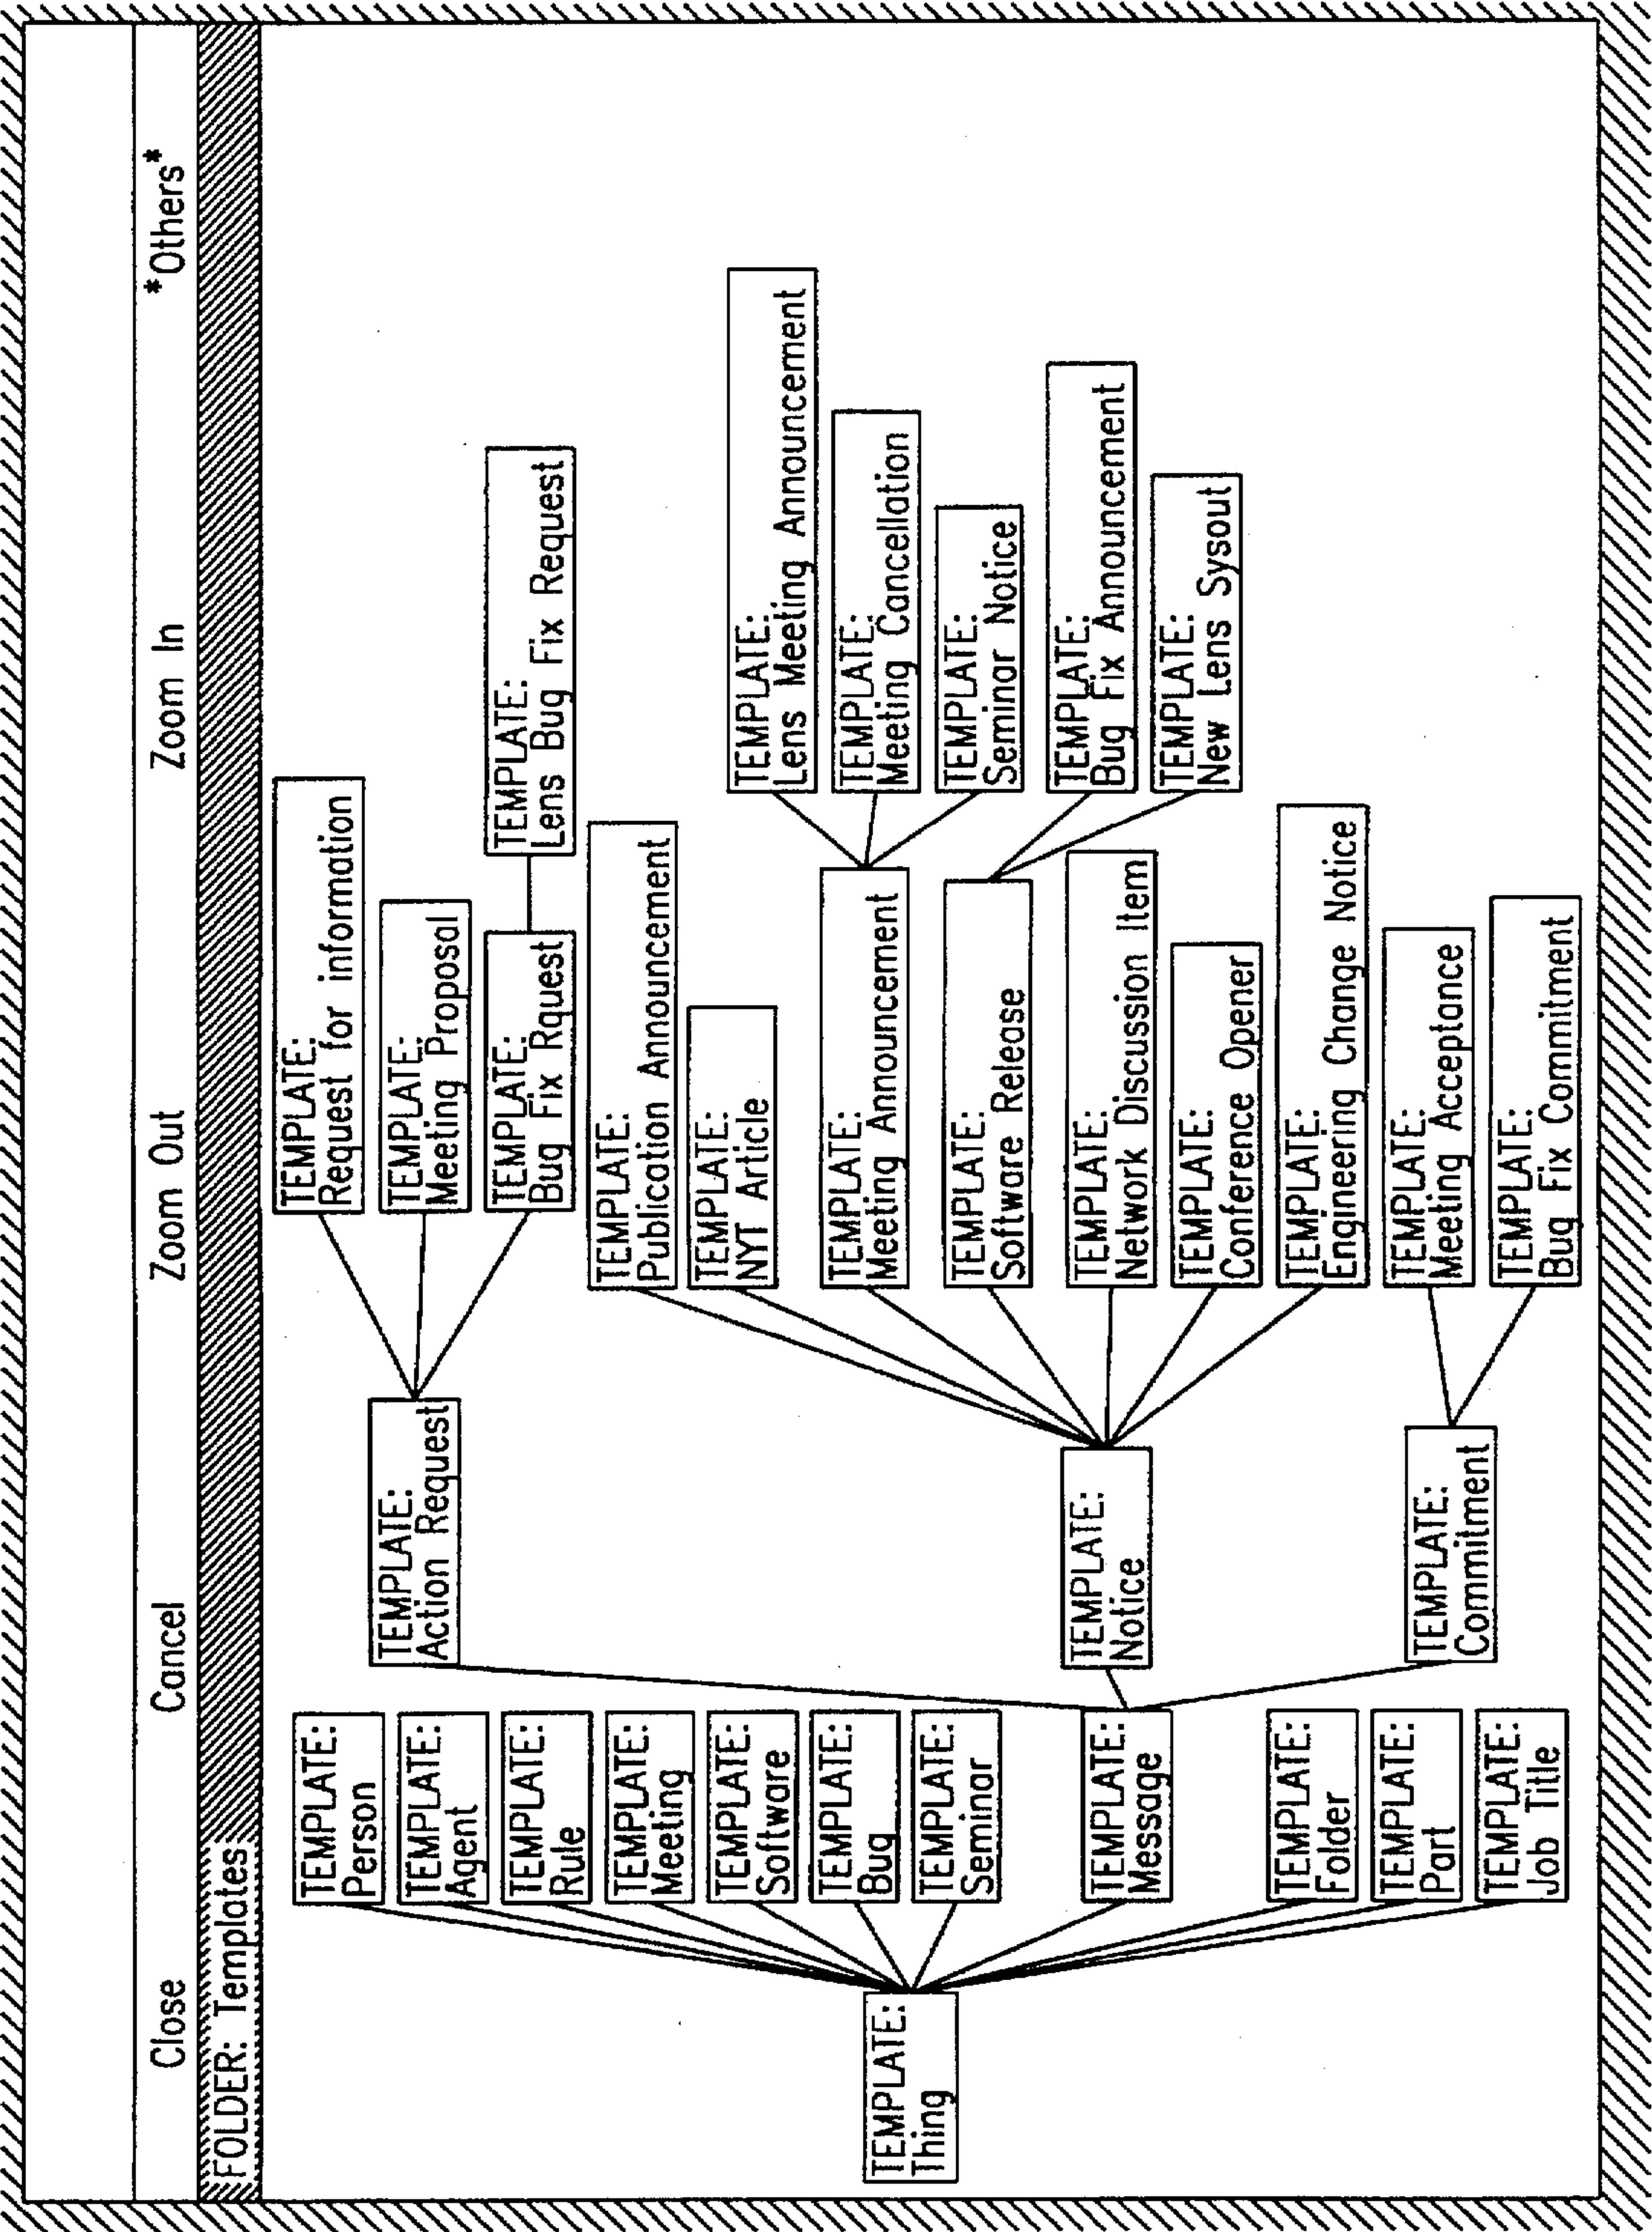 Close Cancel Zoom Out Zoom In *Others*
FOLDER: Templates
TEMPLATE:
Thing
TEMPLATE:
Person
TEMPLATE:
Agent
TEMPLATE:
Rule
TEMPLATE:
Meeting
TEMPLATE:
Software
TEMPLATE:
Bug
TEMPLATE:
Seminar
TEMPLATE:
Message
TEMPLATE:
Folder
TEMPLATE:
Part
TEMPLATE:
Job Title
TEMPLATE:
Action Request
TEMPLATE:
Notice
TEMPLATE:
Commitment
TEMPLATE:
Request for information
TEMPLATE:
Meeting Proposal
TEMPLATE:
Bug Fix Rquest
TEMPLATE:
Publication Announcement
TEMPLATE:
NYT Article
TEMPLATE:
Meeting Announcement
TEMPLATE:
Software Release
TEMPLATE:
Network Discussion Item
TEMPLATE:
Conference Opener
TEMPLATE:
Engineering Change Notice
TEMPLATE:
Meeting Acceptance
TEMPLATE:
Bug Fix Commitment
TEMPLATE:
Lens Bug Fix Request
TEMPLATE:
Lens Meeting Announcement
TEMPLATE:
Meeting Cancellation
TEMPLATE:
Seminar Notice
TEMPLATE:
Bug Fix Announcement
TEMPLATE:
New Lens Sysout